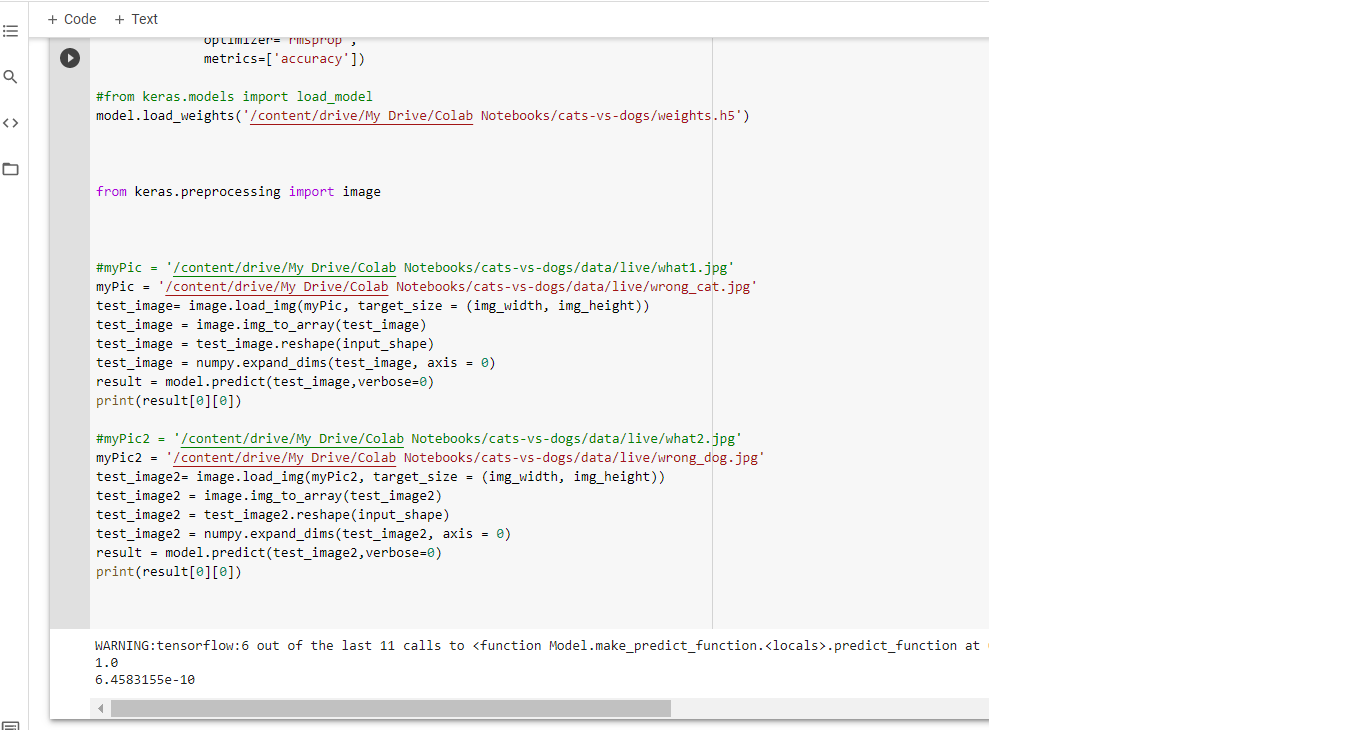 + Code + Text
optimizer='rmsprop',
metrics=['accuracy'])
#from keras.models import load_model
model.load_weights('/content/drive/My Drive/Colab Notebooks/cats-vs-dogs/weights.h5')
from keras.preprocessing import image
#myPic = '/content/drive/My Drive/Colab Notebooks/cats-vs-dogs/data/live/what1.jpg'
myPic = '/content/drive/My Drive/Colab Notebooks/cats-vs-dogs/data/live/wrong_cat.jpg'
test_image= image.load_img(myPic, target_size = (img_width, img_height))
test_image = image.img_to_array(test_image)
test_image = test_image.reshape(input_shape)
test_image = numpy.expand_dims(test_image, axis = 0)
result = model.predict(test_image,verbose=0)
print(result[0][0])
#myPic2 = '/content/drive/My Drive/Colab Notebooks/cats-vs-dogs/data/live/what2.jpg'
myPic2 = '/content/drive/My Drive/Colab Notebooks/cats-vs-dogs/data/live/wrong_dog.jpg'
test_image2= image.load_img(myPic2, target_size = (img_width, img_height))
test_image2 = image.img_to_array(test_image2)
test_image2 = test_image2.reshape(input_shape)
test_image2 = numpy.expand_dims(test_image2, axis = 0)
result = model.predict(test_image2,verbose=0)
print(result[0][0])
WARNING:tensorflow:6 out of the last 11 calls to <function Model.make_predict_function.<locals>.predict_function at
1.0
6.4583155e-10